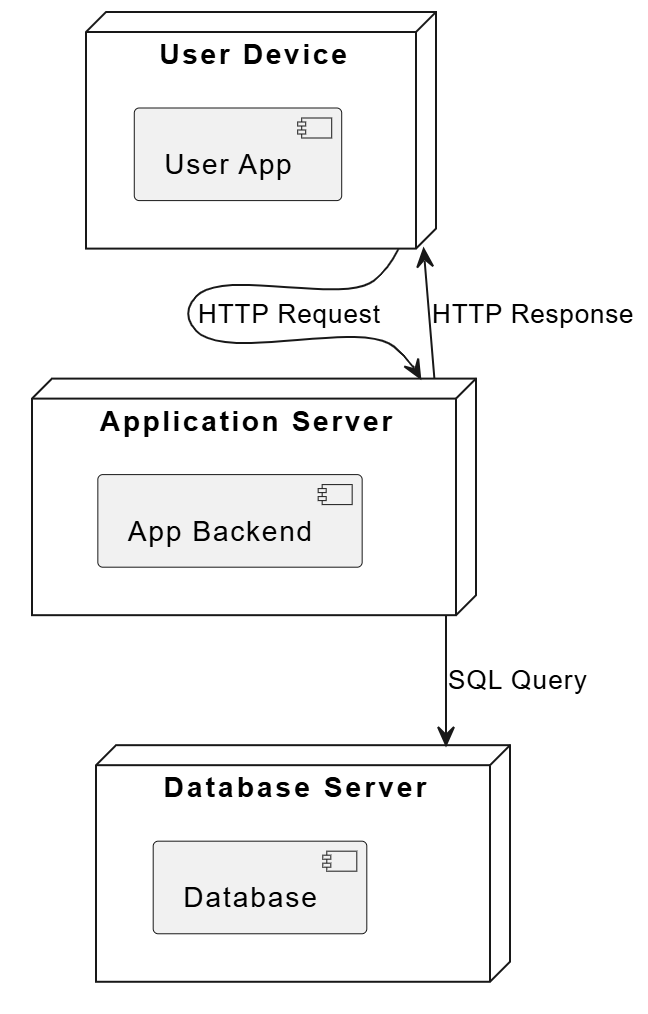 User Device
User App
HTTP Request
HTTP Response
Application Server
App Backend
SQL Query
Database Server
Database